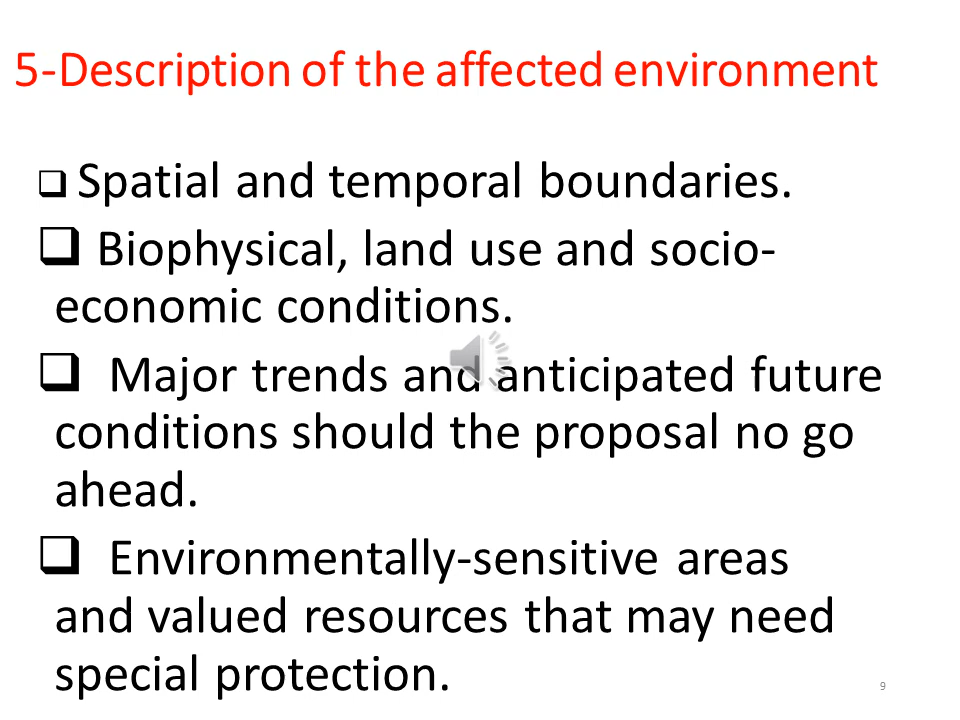 5-Description of the affected environment
❑ Spatial and temporal boundaries.
❑ Biophysical, land use and socio-
economic conditions.
❑ Major trends and anticipated future
conditions should the proposal no go
ahead.
❑ Environmentally-sensitive areas
and valued resources that may need
special protection.
9